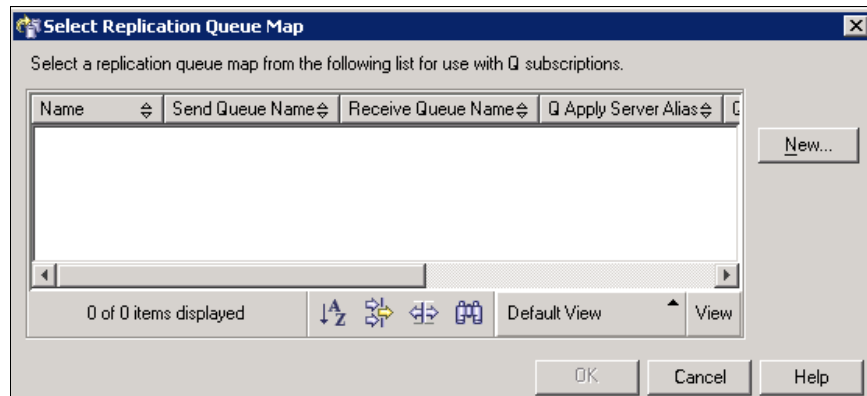 Select Replication Queue Map
Select a replication queue map from the following list for use with Q subscriptions.
Name Send Queue Name Receive Queue Name Q Apply Server Alias
New...
0 of 0 items displayed Default View View
OK Cancel Help